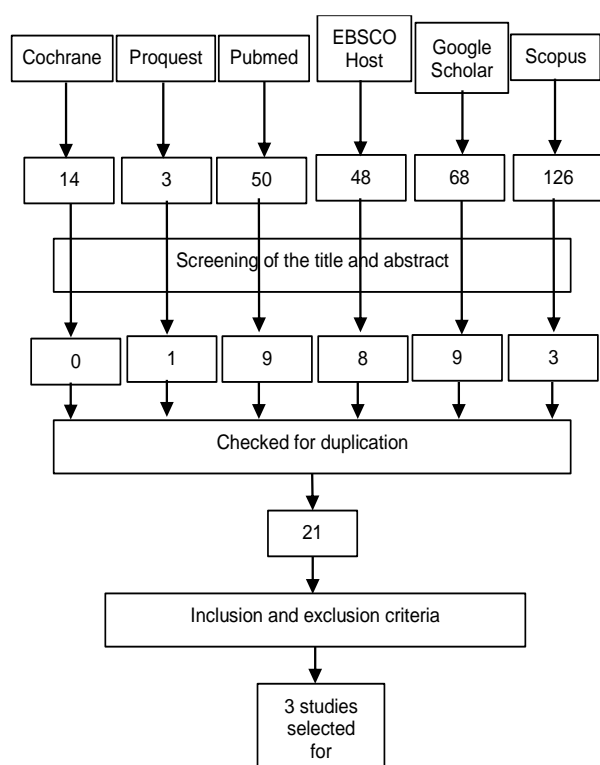 Cochrane
Proquest
Pubmed
EBSCO
Host
Google
Scholar
Scopus
14
3
50
48
68
126
Screening of the title and abstract
0
1
9
8
9
3
Checked for duplication
21
Inclusion and exclusion criteria
3 studies
selected
for